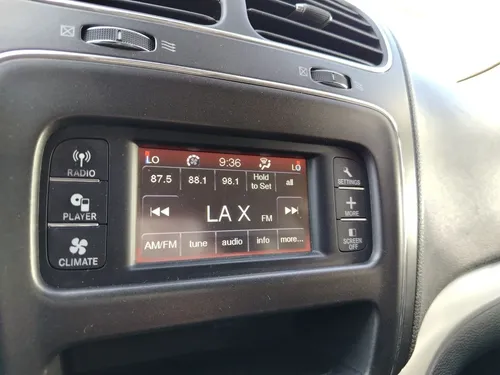 RADIO
PLAYER
CLIMATE
LO 9:36 LO
87.5 88.1 98.1 Hold to Set all
LA X FM
AM/FM tune audio info more...
SETTINGS
MORE
SCREEN
OFF